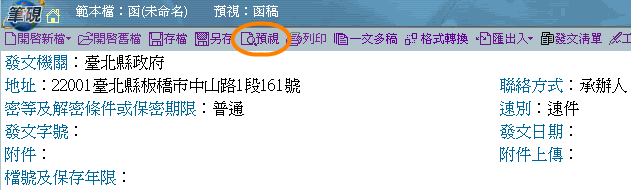 筆硯 範本檔：函(未命名) 預視：函稿
開啓新檔 開啓舊檔 存檔 另存 預視 列印 一文多稿 格式轉換 匯出入 發文清單 工
發文機關：臺北縣政府
地址：22001臺北縣板橋市中山路1段161號 聯絡方式：承辦人
密等及解密條件或保密期限：普通 速別：速件
發文字號： 發文日期：
附件： 附件上傳：
檔號及保存年限：